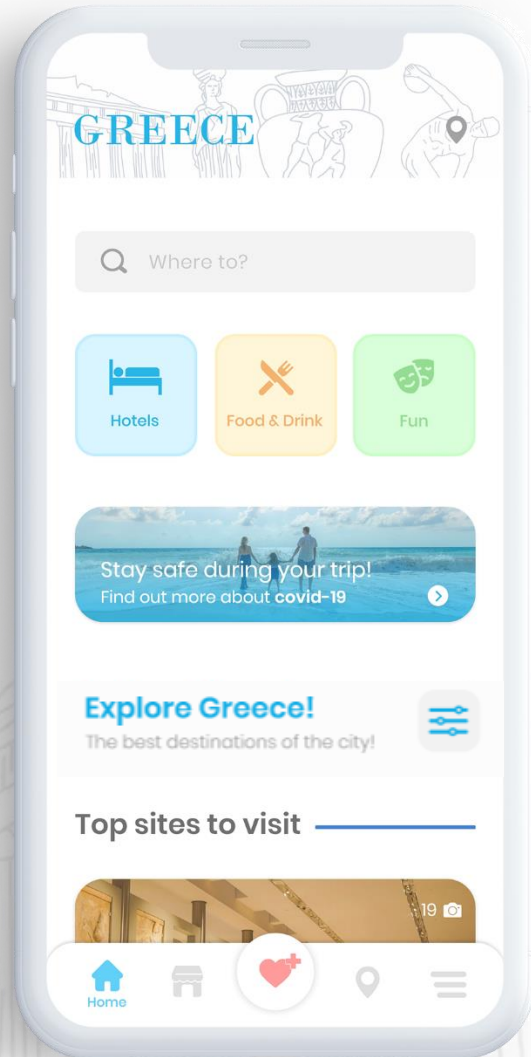 GREECE
Where to?
Hotels
Food & Drink
Fun
Stay safe during your trip!
Find out more about covid-19
Explore Greece!
The best destinations of the city!
Top sites to visit
19
Home